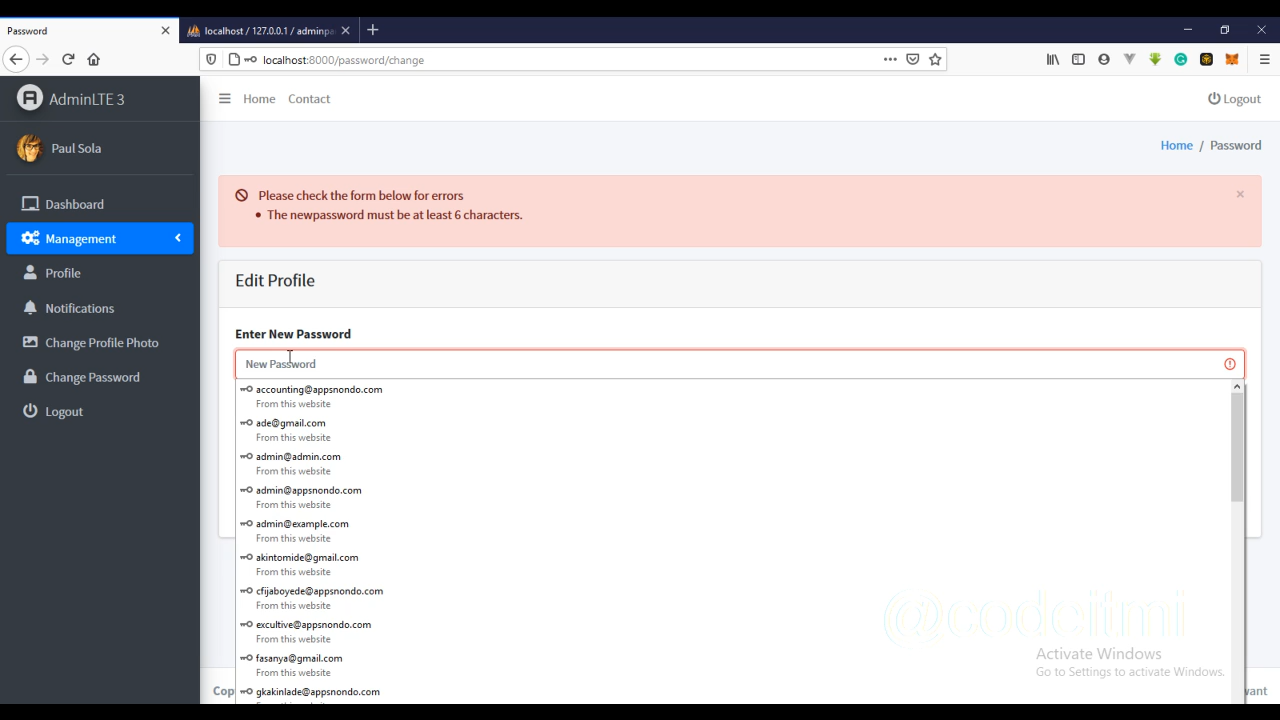 Password
localhost / 127.0.0.1 / adminpa
localhost:8000/password/change
AdminLTE 3
Home
Contact
Logout
Paul Sola
Home / Password
Please check the form below for errors
• The newpassword must be at least 6 characters.
Dashboard
Management
Profile
Notifications
Change Profile Photo
Change Password
Logout
Edit Profile
Enter New Password
New Password
accounting@appsnondo.com
From this website
ade@gmail.com
From this website
admin@admin.com
From this website
admin@appsnondo.com
From this website
admin@example.com
From this website
akintomide@gmail.com
From this website
cfijaboyede@appsnondo.com
From this website
excultive@appsnondo.com
From this website
fasanya@gmail.com
From this website
gkakinlade@appsnondo.com
@codeitmi
Activate Windows
Go to Settings to activate Windows.
Cop
vant